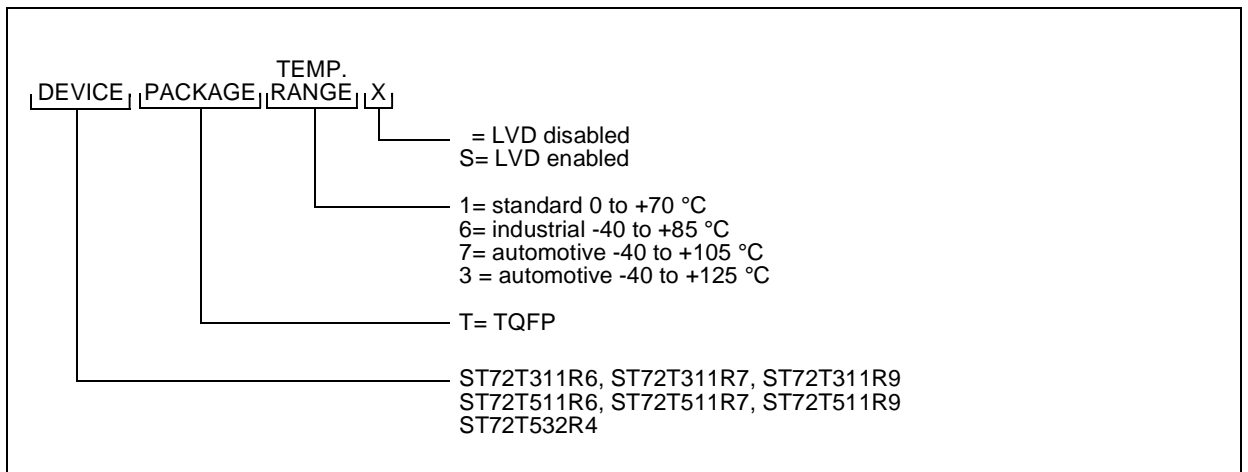 TEMP.
DEVICE PACKAGE RANGE X
= LVD disabled
S= LVD enabled
1= standard 0 to +70 °C
6= industrial -40 to +85 °C
7= automotive -40 to +105 °C
3 = automotive -40 to +125 °C
T= TQFP
ST72T311R6, ST72T311R7, ST72T311R9
ST72T511R6, ST72T511R7, ST72T511R9
ST72T532R4